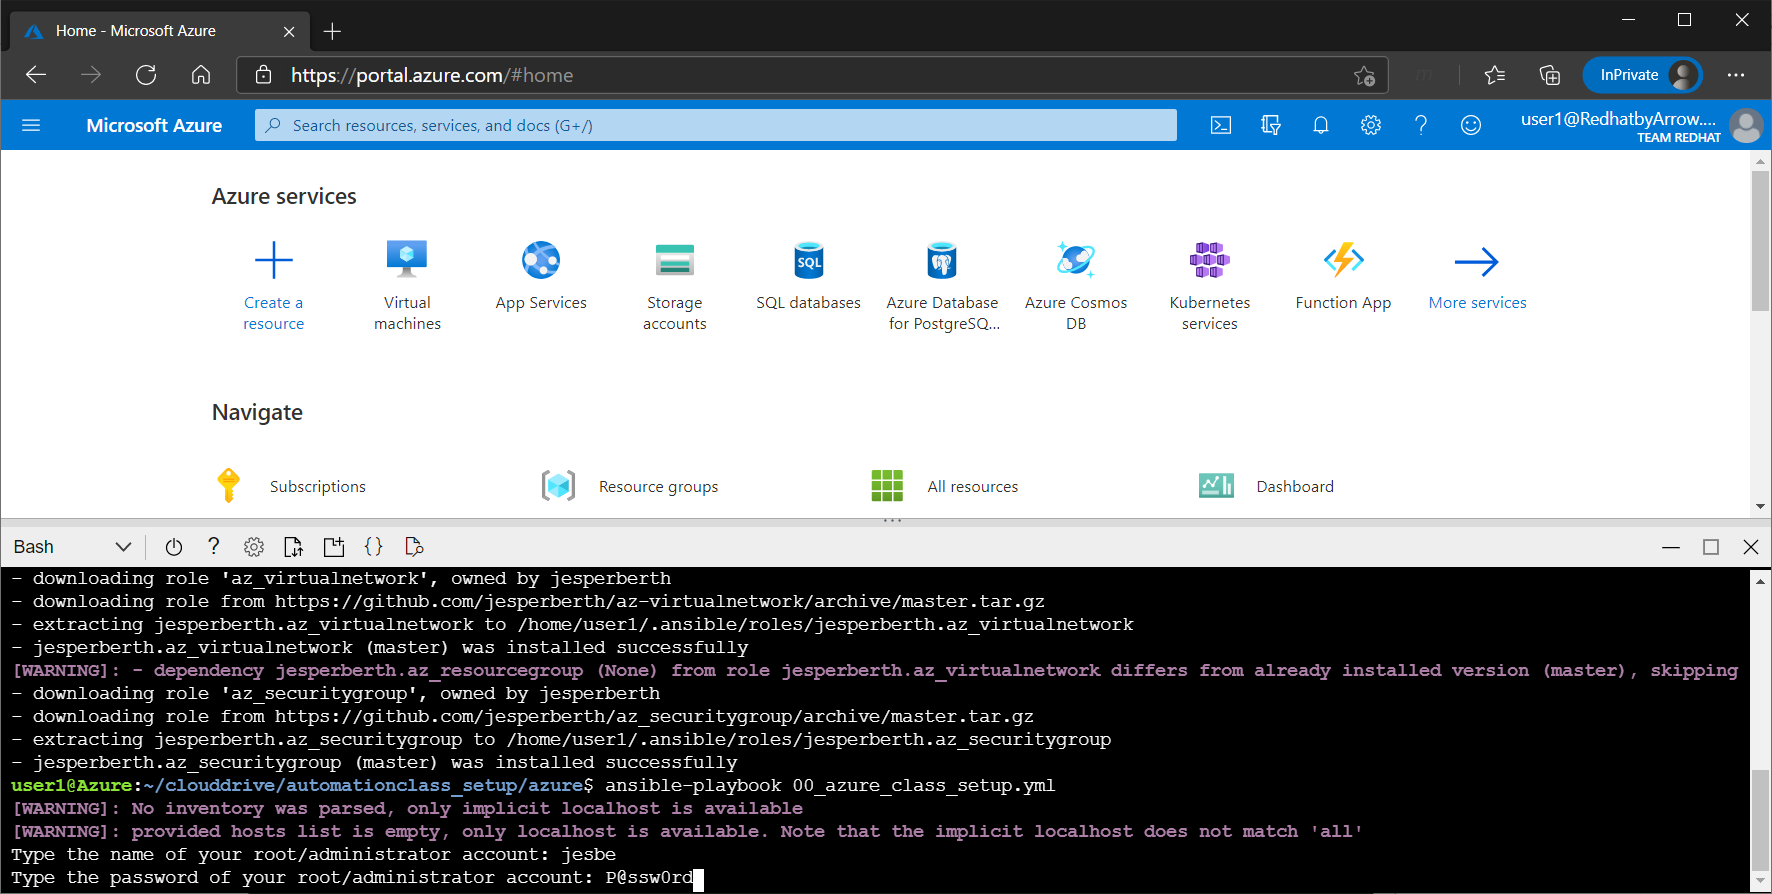 Home - Microsoft Azure
https://portal.azure.com/#home
InPrivate
Microsoft Azure
Search resources, services, and docs (G+/)
user1@RedhatbyArrow....
TEAM REDHAT
Azure services
Create a resource
Virtual machines
App Services
Storage accounts
SQL
SQL databases
Azure Database for PostgreSQ...
Azure Cosmos DB
Kubernetes services
Function App
More services
Navigate
Subscriptions
Resource groups
All resources
Dashboard
Bash
- downloading role 'az_virtualnetwork', owned by jesperberth
- downloading role from https://github.com/jesperberth/az-virtualnetwork/archive/master.tar.gz
- extracting jesperberth.az_virtualnetwork to /home/user1/.ansible/roles/jesperberth.az_virtualnetwork
- jesperberth.az_virtualnetwork (master) was installed successfully
[WARNING]: - dependency jesperberth.az_resourcegroup (None) from role jesperberth.az_virtualnetwork differs from already installed version (master), skipping
- downloading role 'az_securitygroup', owned by jesperberth
- downloading role from https://github.com/jesperberth/az_securitygroup/archive/master.tar.gz
- extracting jesperberth.az_securitygroup to /home/user1/.ansible/roles/jesperberth.az_securitygroup
- jesperberth.az_securitygroup (master) was installed successfully
user1@Azure:~/clouddrive/automationclass_setup/azure$ ansible-playbook 00_azure_class_setup.yml
[WARNING]: No inventory was parsed, only implicit localhost is available
[WARNING]: provided hosts list is empty, only localhost is available. Note that the implicit localhost does not match 'all'
Type the name of your root/administrator account: jesbe
Type the password of your root/administrator account: P@ssw0rd